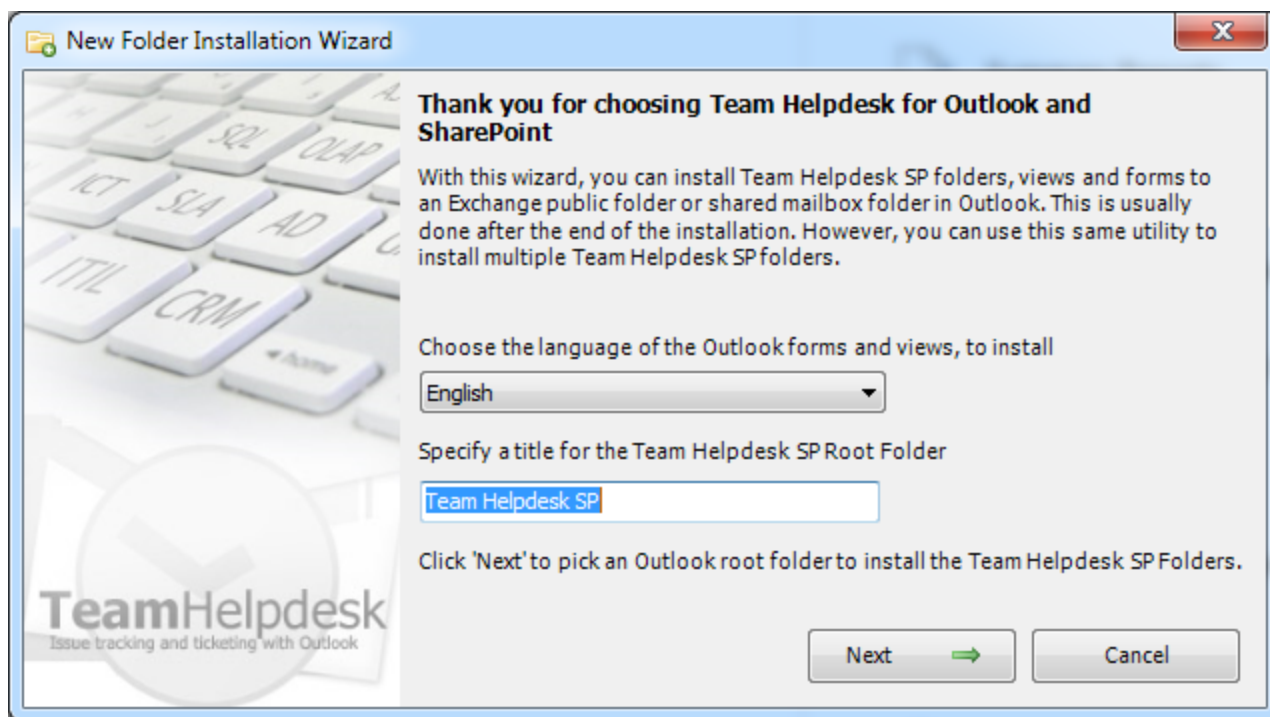 New Folder Installation Wizard
Thank you for choosing Team Helpdesk for Outlook and
SharePoint
With this wizard, you can install Team Helpdesk SP folders, views and forms to
an Exchange public folder or shared mailbox folder in Outlook. This is usually
done after the end of the installation. However, you can use this same utility to
install multiple Team Helpdesk SP folders.
Choose the language of the Outlook forms and views, to install
English
Specify a title for the Team Helpdesk SP Root Folder
Team Helpdesk SP
Click 'Next' to pick an Outlook root folder to install the Team Helpdesk SP Folders.
Next
Cancel
SQL
OLAP
ICT
SLA
AD
ITIL
CRM
home
TeamHelpdesk
Issue tracking and ticketing with Outlook